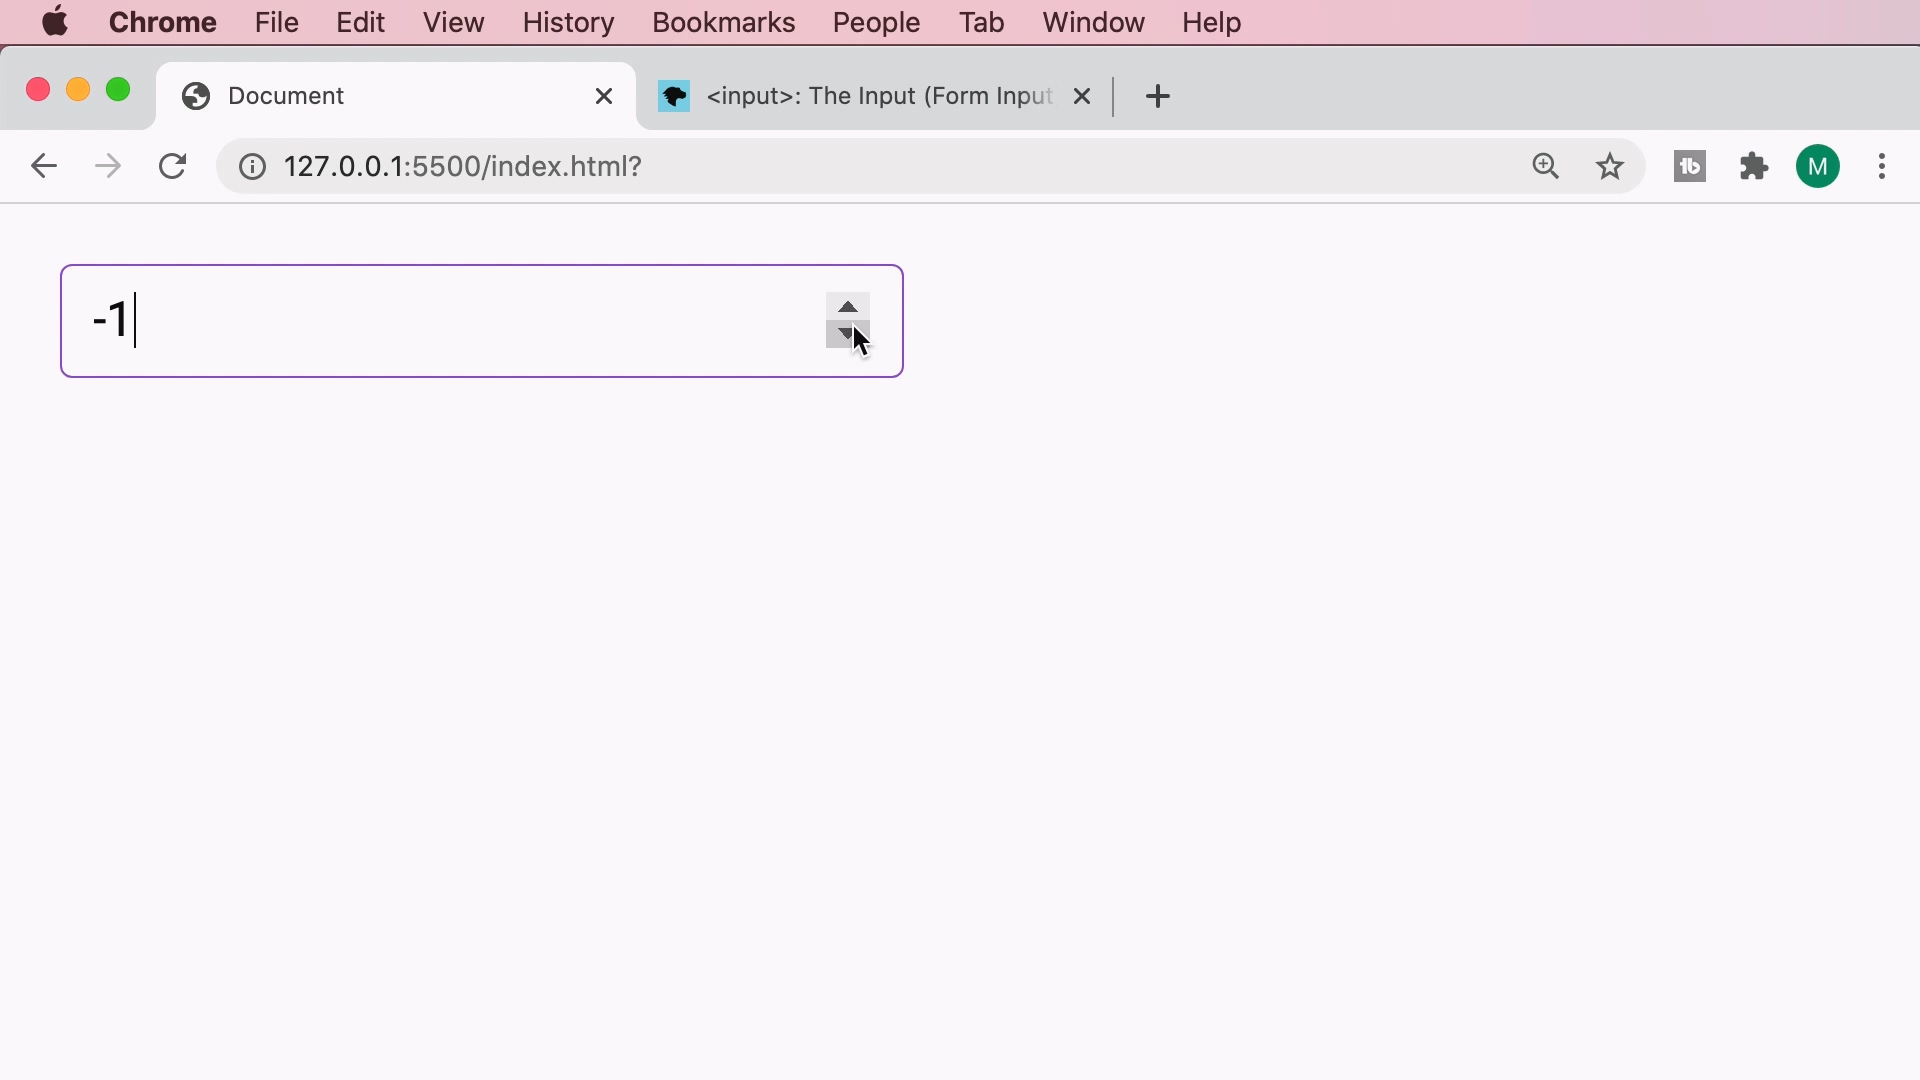 Chrome File Edit View History Bookmarks People Tab Window Help
Document <input>: The Input (Form Input
127.0.0.1:5500/index.html? M
-1